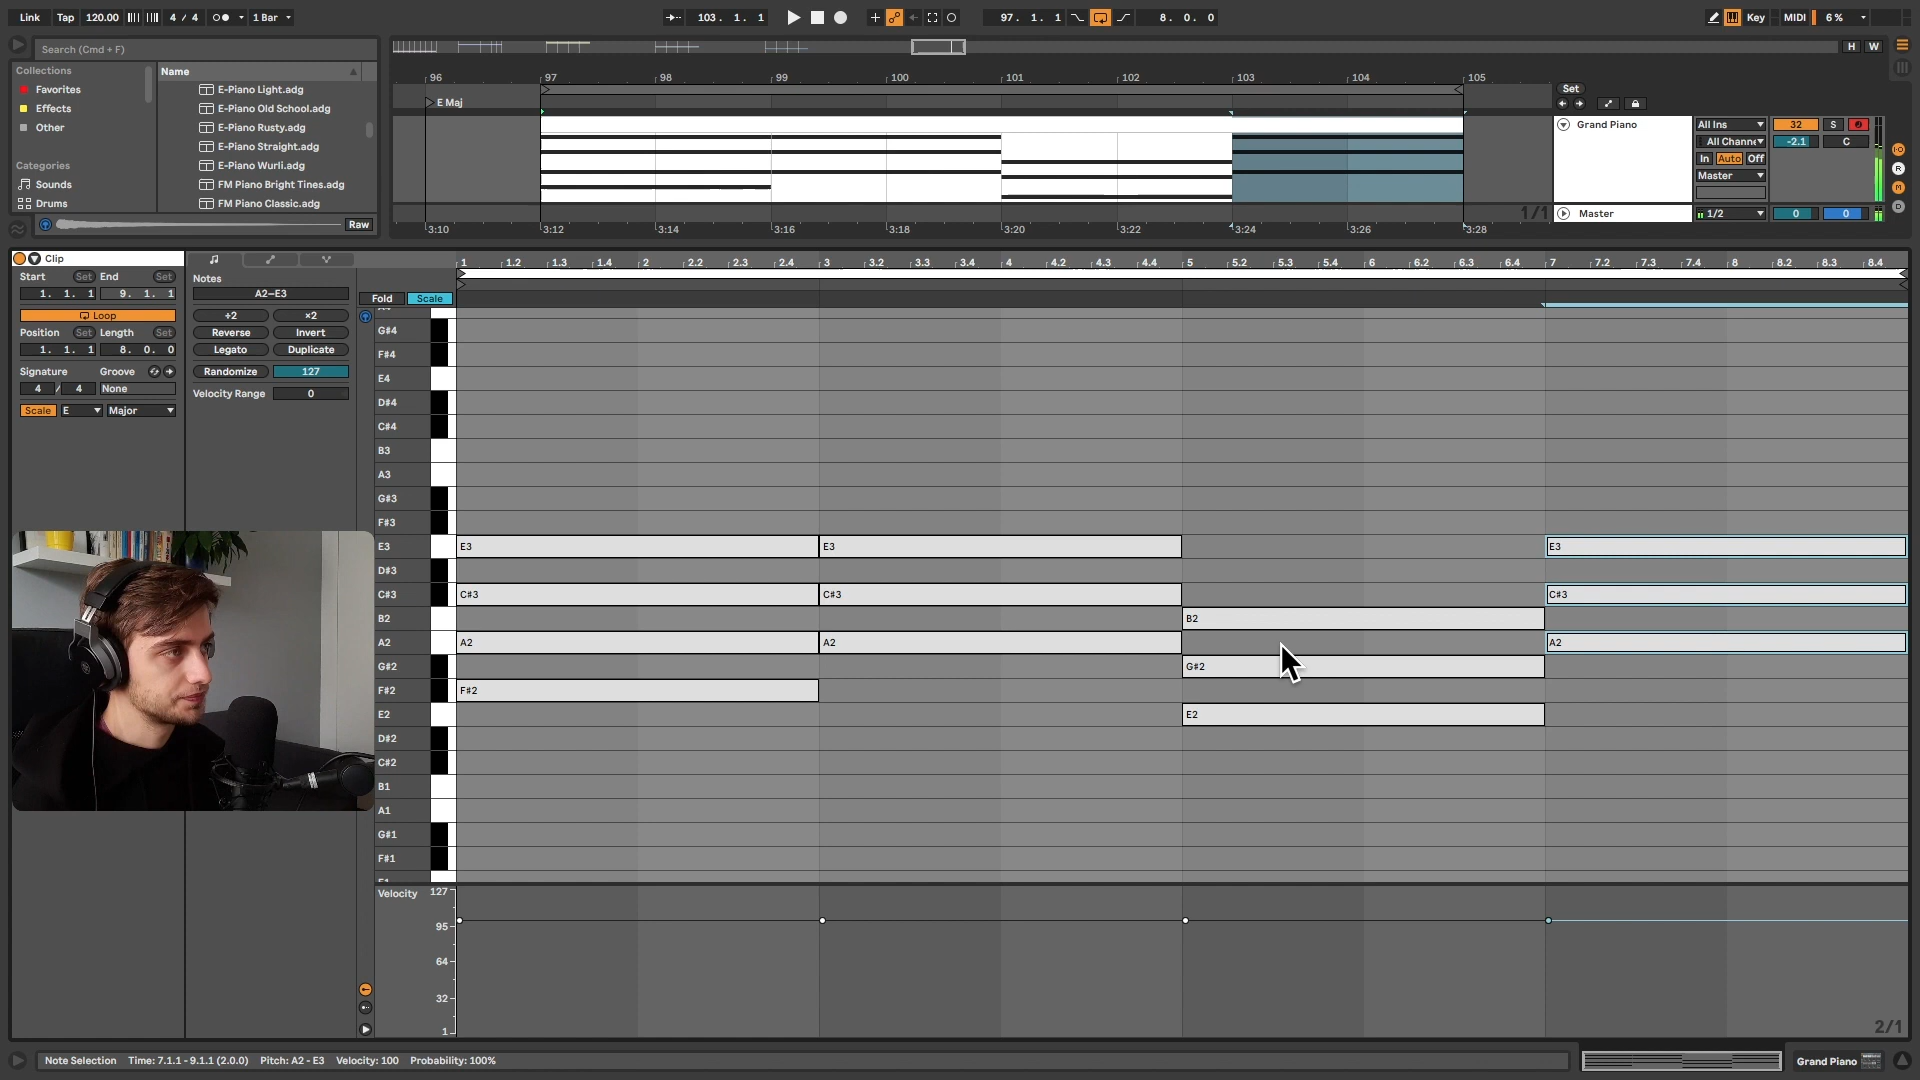 Link Tap 120.00 4 / 4 1 Bar 103. 1. 1 97. 1. 1 8. 0. 0 Key MIDI 6 %
Search (Cmd + F) H W
Collections Name
96 97 98 99 100 101 102 103 104 105
Favorites E-Piano Light.adg Set
E Maj
Effects E-Piano Old School.adg
Other E-Piano Rusty.adg Grand Piano All Ins 32 S
E-Piano Straight.adg All Channe -2.1 C
Categories E-Piano Wurli.adg In Auto Off
Sounds FM Piano Bright Tines.adg Master
Drums FM Piano Classic.adg 1/1 Master 1/2 0 0
Raw 3:10 3:12 3:14 3:16 3:18 3:20 3:22 3:24 3:26 3:28
Clip 1 1.2 1.3 1.4 2 2.2 2.3 2.4 3 3.2 3.3 3.4 4 4.2 4.3 4.4 5 5.2 5.3 5.4 6 6.2 6.3 6.4 7 7.2 7.3 7.4 8 8.2 8.3 8.4
Start Set End Set Notes
1. 1. 1 9. 1. 1 A2–E3 Fold Scale
Loop ÷2 ×2
Position Set Length Set Reverse Invert G#4
1. 1. 1 8. 0. 0 Legato Duplicate F#4
Signature Groove Randomize 127 E4
4 / 4 None Velocity Range 0 D#4
Scale E Major C#4
B3
A3
G#3
F#3
E3 E3 E3 E3
D#3
C#3 C#3 C#3 C#3
B2 B2
A2 A2 A2 A2
G#2 G#2
F#2 F#2
E2 E2
D#2
C#2
B1
A1
G#1
F#1
Velocity 127
95
64
32
1
2/1
Note Selection Time: 7.1.1 - 9.1.1 (2.0.0) Pitch: A2 - E3 Velocity: 100 Probability: 100% Grand Piano